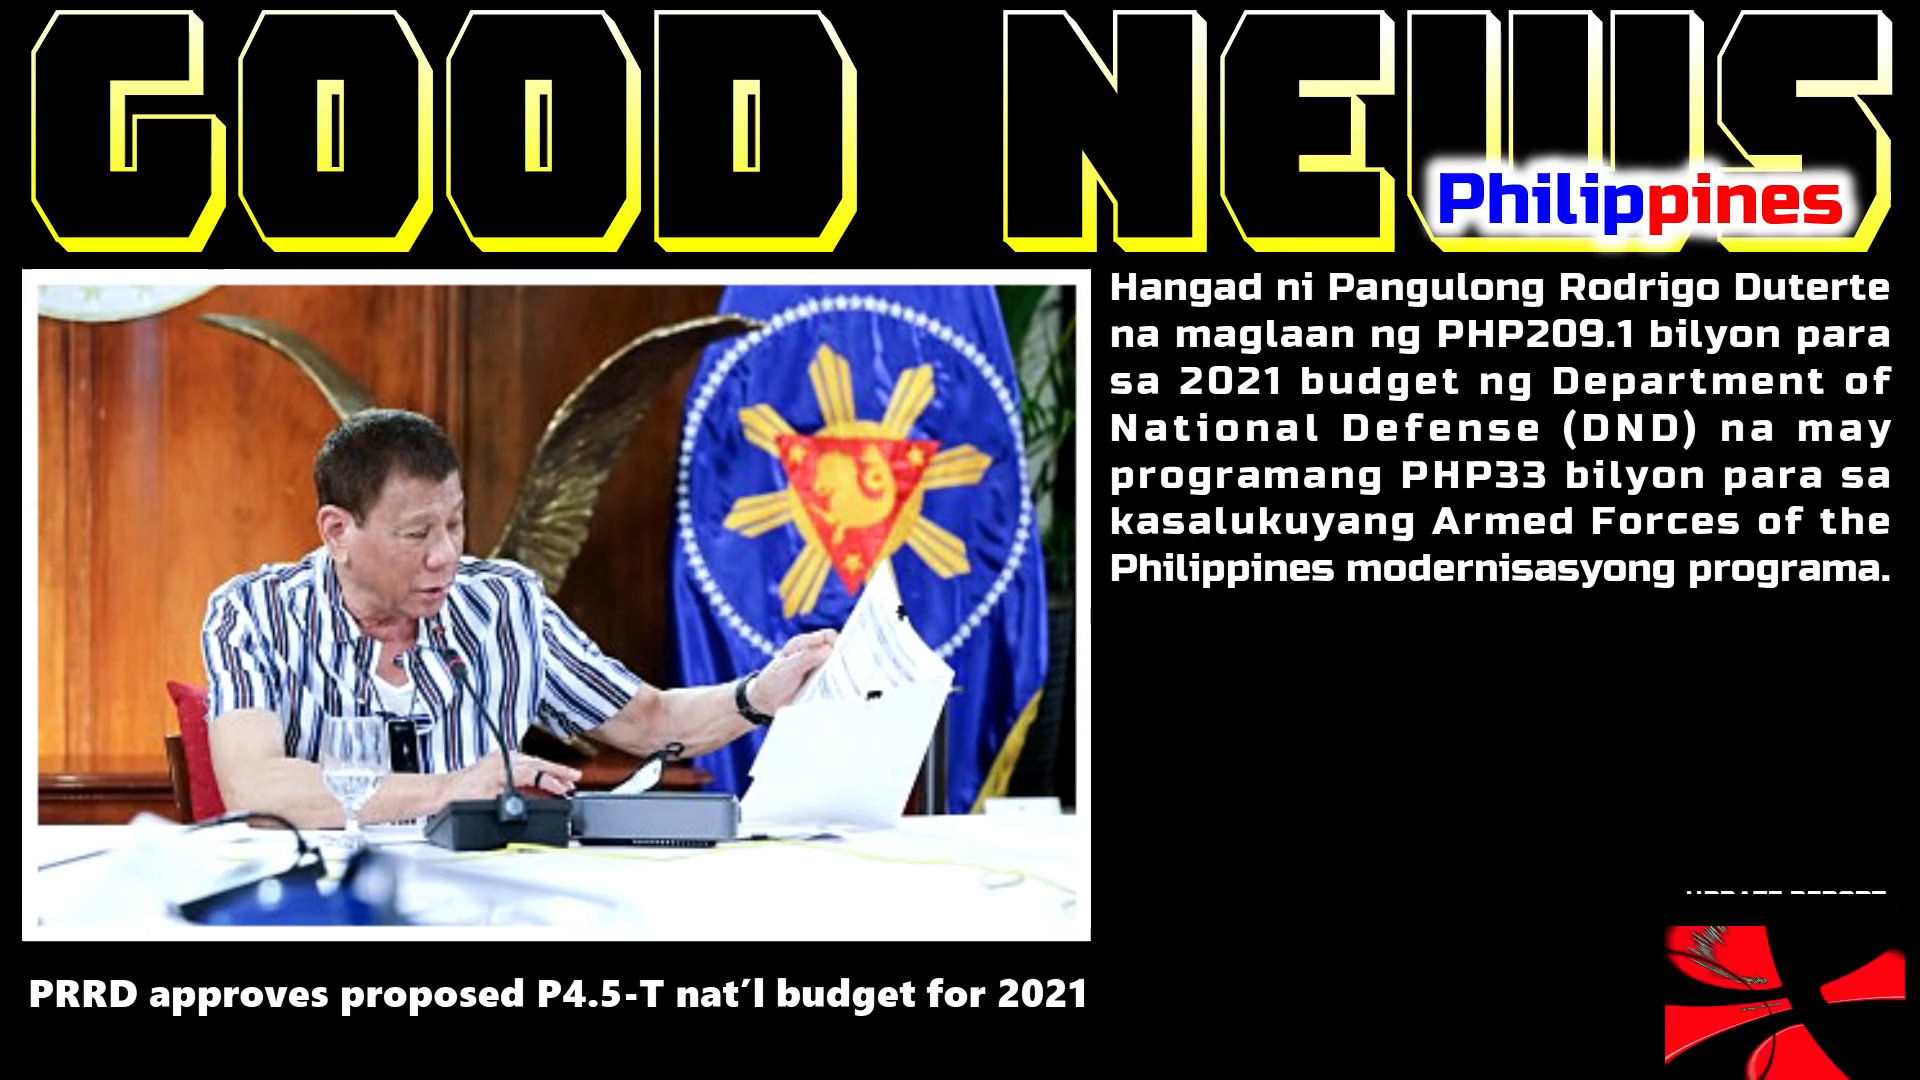 GOOD NEWS
Philippines
Hangad ni Pangulong Rodrigo Duterte
na maglaan ng PHP209.1 bilyon para
sa 2021 budget ng Department of
National Defense (DND) na may
programang PHP33 bilyon para sa
kasalukuyang Armed Forces of the
Philippines modernisasyong programa.
PRRD approves proposed P4.5-T nat’l budget for 2021